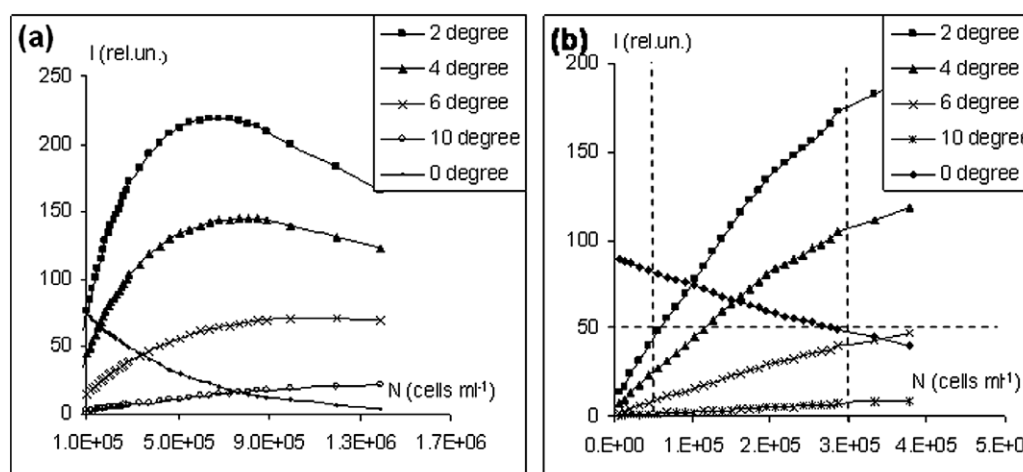 (a)
I (rel.un.)
2 degree
4 degree
6 degree
10 degree
0 degree
250
200
150
100
50
0
N (cells ml-1)
1.0E+05
5.0E+05
9.0E+05
1.3E+06
1.7E+06
(b)
I (rel.un.)
2 degree
4 degree
6 degree
10 degree
0 degree
200
150
100
50
0
N (cells ml-1)
0.E+00
1.E+05
2.E+05
3.E+05
4.E+05
5.E+0